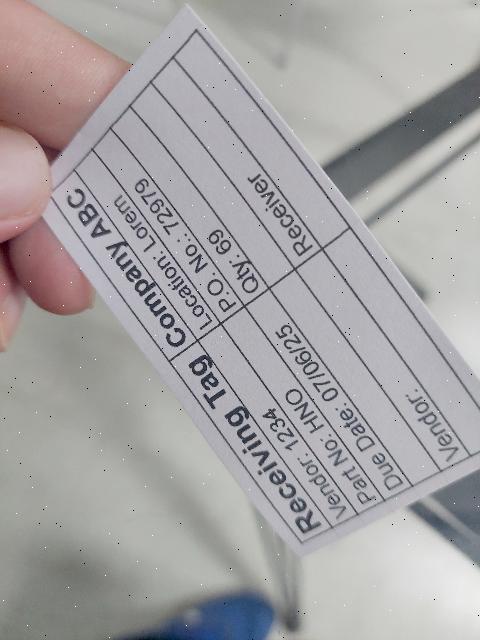 Receiving Tag Company ABC
Vendor: 1234 Location: Lorem
Part No: HNO P.O. No.: 72979
Due Date: 07/06/25 Qty: 69
Vendor: Receiver